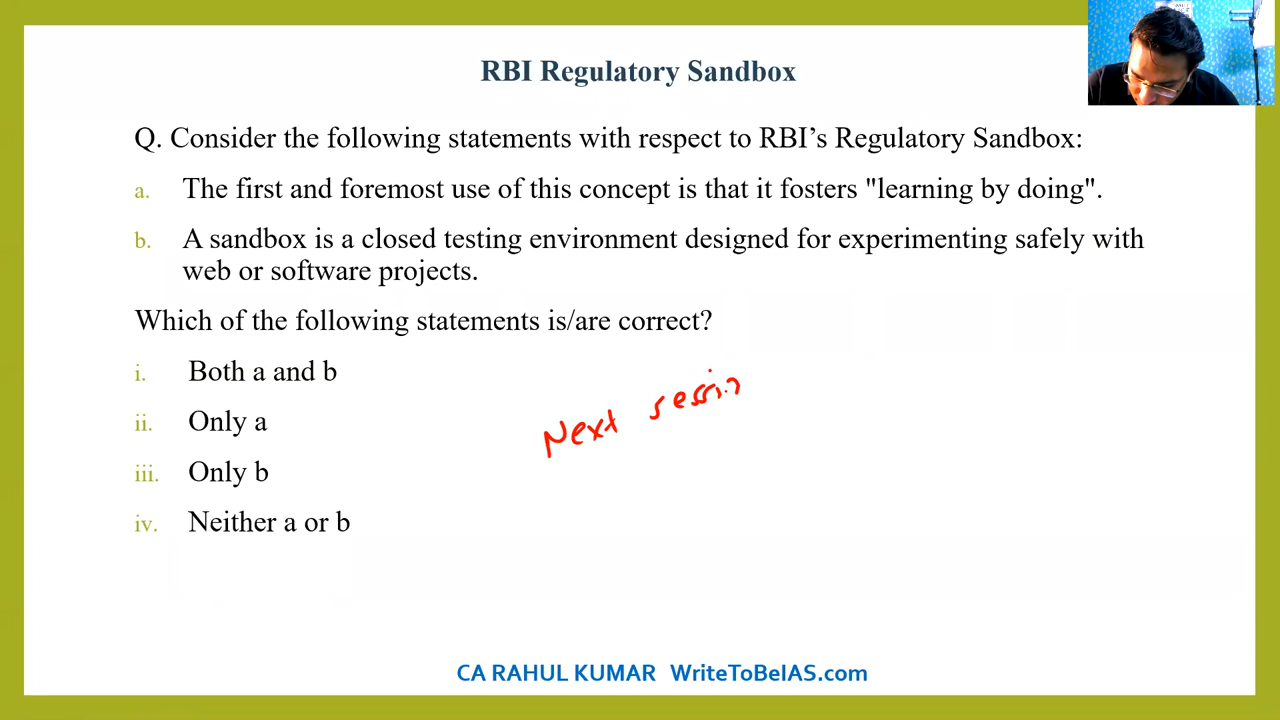 RBI Regulatory Sandbox
Q. Consider the following statements with respect to RBI’s Regulatory Sandbox:
a. The first and foremost use of this concept is that it fosters "learning by doing".
b. A sandbox is a closed testing environment designed for experimenting safely with
web or software projects.
Which of the following statements is/are correct?
i. Both a and b
ii. Only a
iii. Only b
iv. Neither a or b
Next
CA RAHUL KUMAR WriteToBeIAS.com